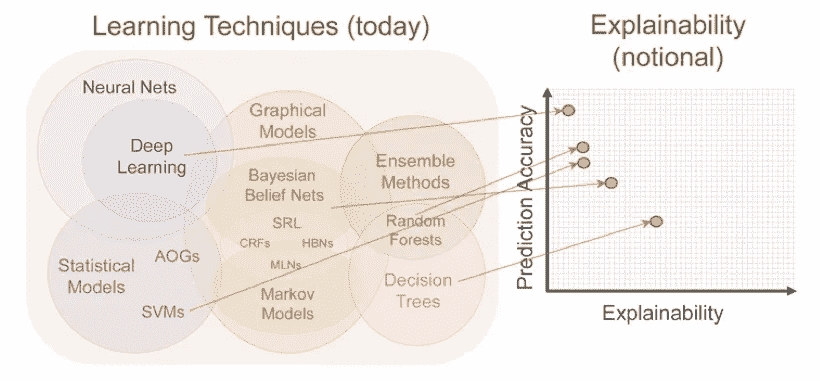 Learning Techniques (today)
Neural Nets
Deep
Learning
Graphical
Models
Bayesian
Belief Nets
SRL
CRFs HBNs
MLNs
Markov
Models
Ensemble
Methods
Random
Forests
Decision
Trees
Statistical
Models
AOGs
SVMs
Explainability
(notional)
Prediction Accuracy
Explainability